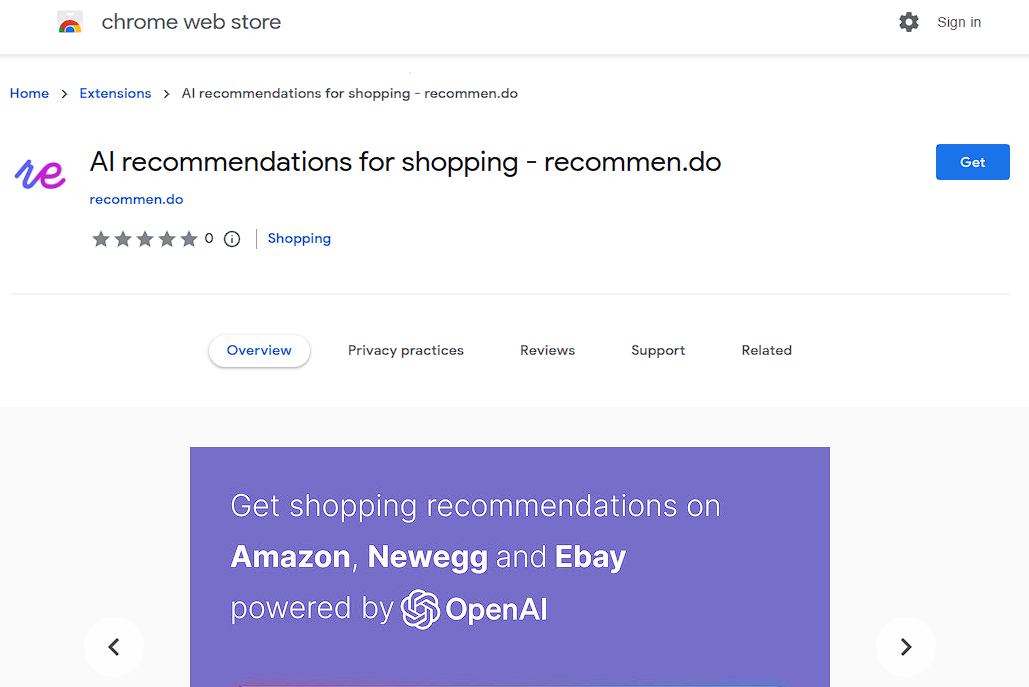 chrome web store
Sign in
Home > Extensions > AI recommendations for shopping - recommen.do
re
AI recommendations for shopping - recommen.do
Get
recommen.do
0
Shopping
Overview
Privacy practices
Reviews
Support
Related
Get shopping recommendations on
Amazon, Newegg and Ebay
powered by OpenAI